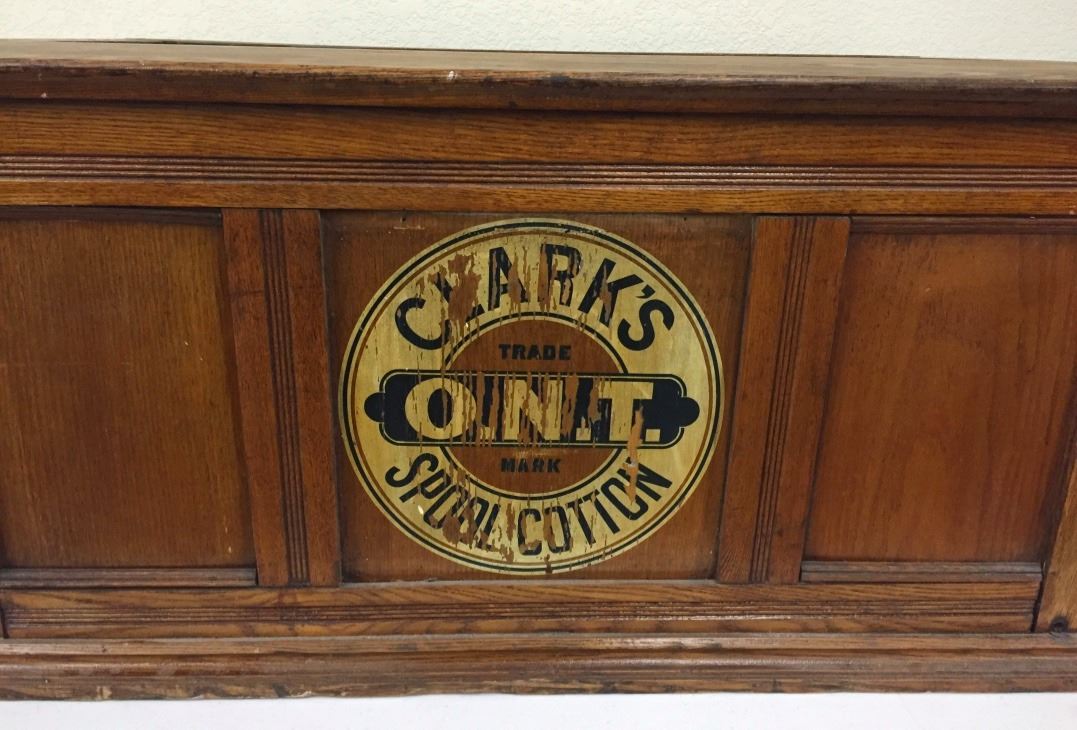 CLARK'S
TRADE
O.N.T.
MARK
SPOOL COTTON